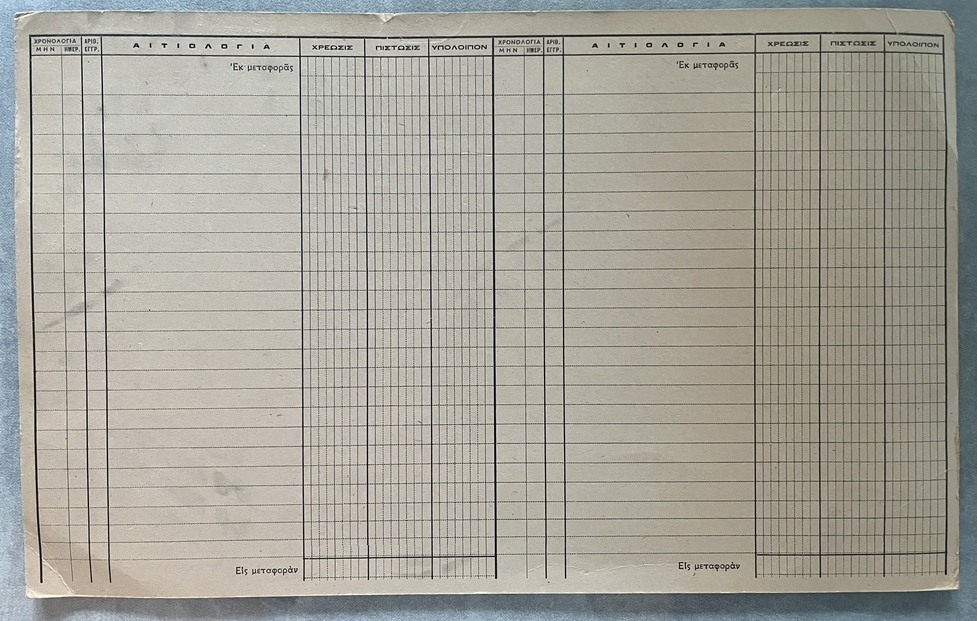 ΧΡΟΝΟΛΟΓΙΑ ΜΗΝ ΗΜΕΡ. ΑΡΙΘ. ΕΓΓΡ. ΑΙΤΙΟΛΟΓΙΑ ΧΡΕΩΣΙΣ ΠΙΣΤΩΣΙΣ ΥΠΟΛΟΙΠΟΝ ΧΡΟΝΟΛΟΓΙΑ ΜΗΝ ΗΜΕΡ. ΑΡΙΘ. ΕΓΓΡ. ΑΙΤΙΟΛΟΓΙΑ ΧΡΕΩΣΙΣ ΠΙΣΤΩΣΙΣ ΥΠΟΛΟΙΠΟΝ
Ἐκ μεταφορᾶς Ἐκ μεταφορᾶς
Εἰς μεταφοράν Εἰς μεταφοράν